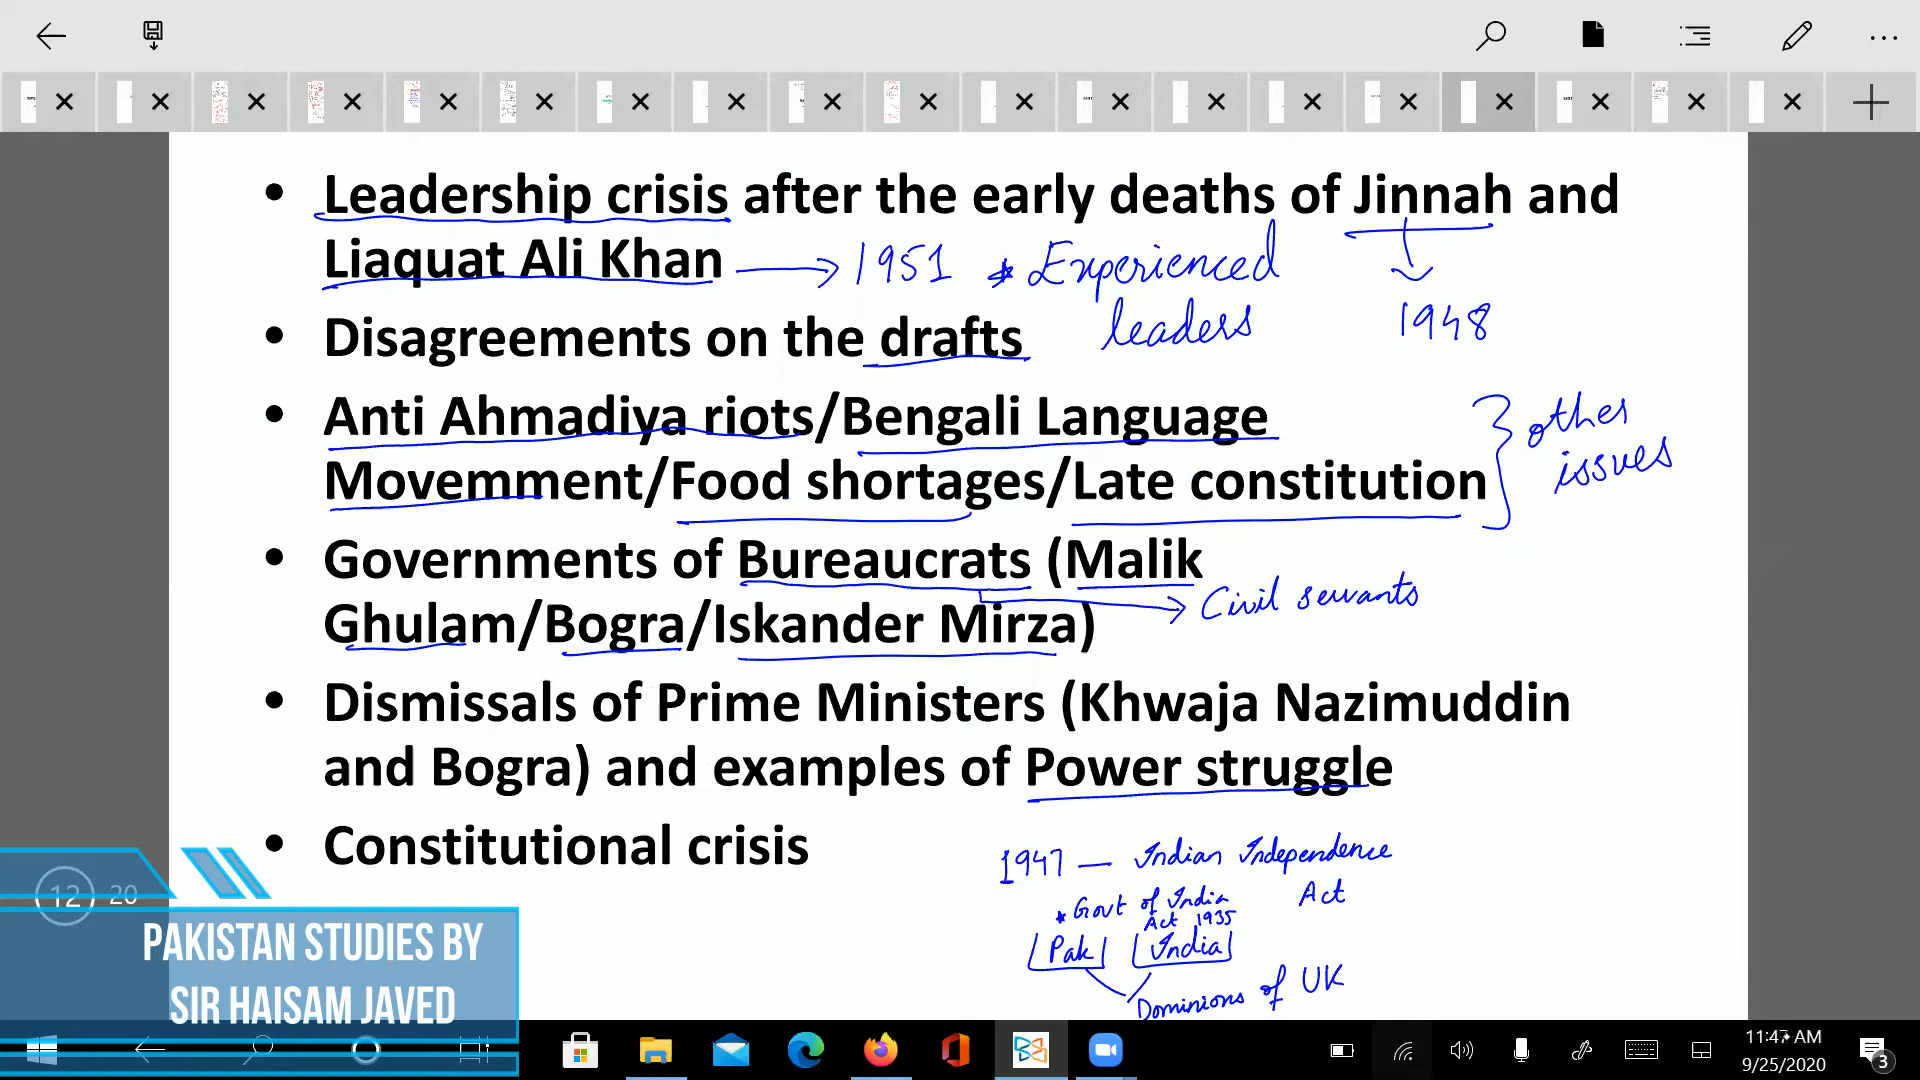 • Leadership crisis after the early deaths of Jinnah and
Liaquat Ali Khan → 1951 * Experienced
leaders
1948
• Disagreements on the drafts
• Anti Ahmadiya riots/Bengali Language
Movemment/Food shortages/Late constitution
other
issues
• Governments of Bureaucrats (Malik
Civil servants
Ghulam/Bogra/Iskander Mirza)
• Dismissals of Prime Ministers (Khwaja Nazimuddin
and Bogra) and examples of Power struggle
• Constitutional crisis
1947 — Indian Independence
Act
* Govt of India
Act 1935
Pak India
Dominions of UK
12 20
PAKISTAN STUDIES BY
SIR HAISAM JAVED
11:47 AM
9/25/2020
3